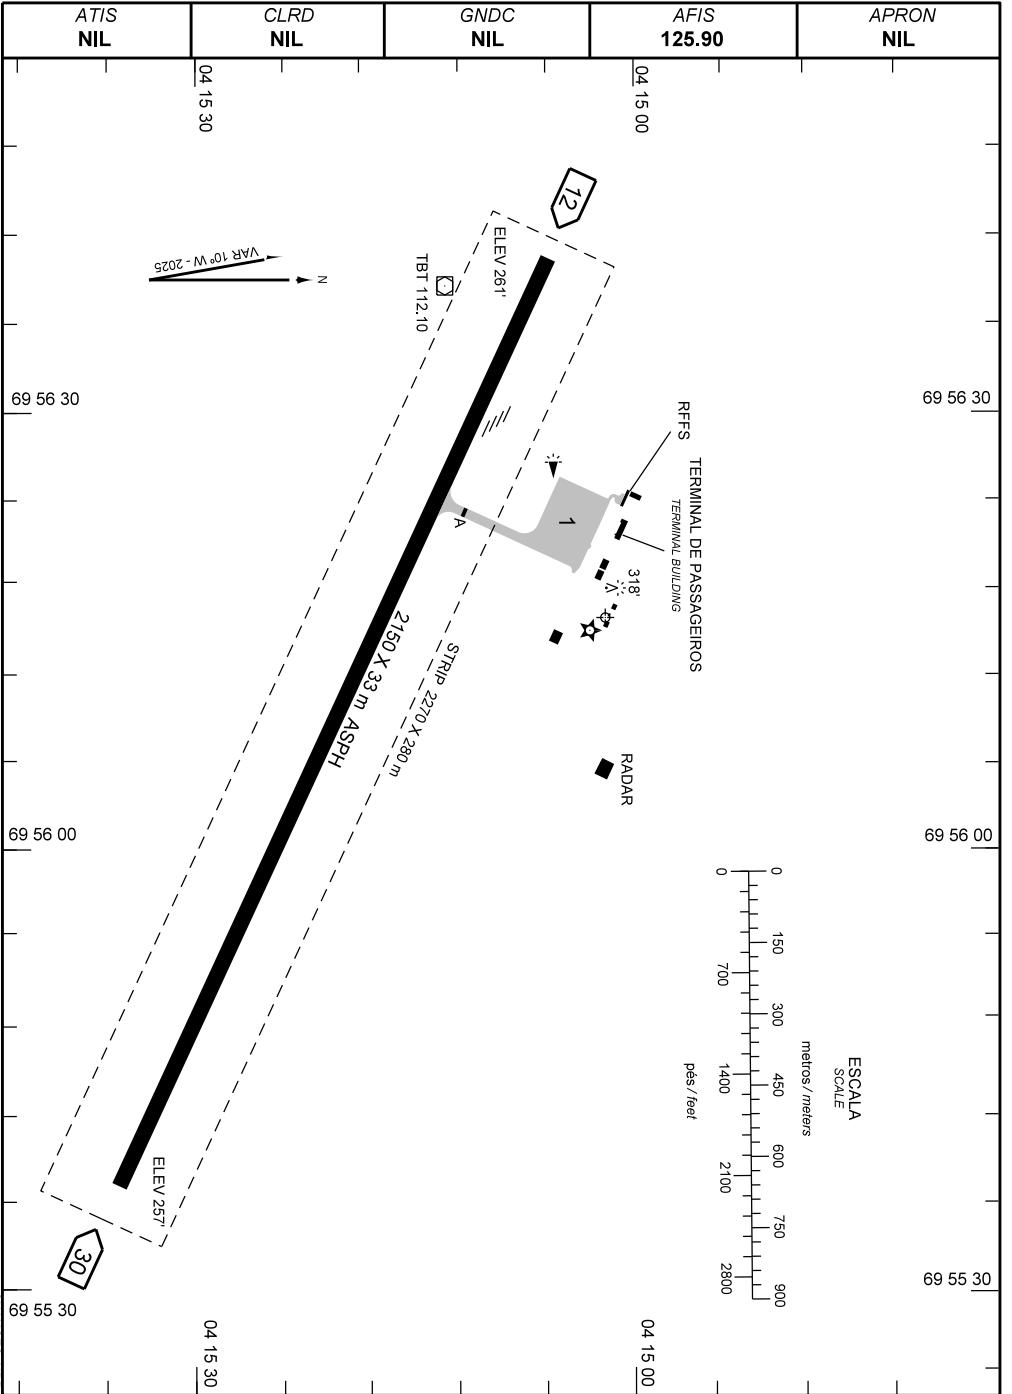 ATIS
NIL
CLRD
NIL
GNDC
NIL
AFIS
125.90
APRON
NIL
04 15 30
04 15 00
12
ELEV 261'
VAR 10° W - 2025
N
TBT 112.10
69 56 30
69 56 30
RFFS
TERMINAL DE PASSAGEIROS
TERMINAL BUILDING
1
A
318'
2150 X 33 m ASPH
STRIP 2270 X 280 m
RADAR
69 56 00
69 56 00
ESCALA
SCALE
metros / meters
0 150 300 450 600 750 900
0 700 1400 2100 2800
pés / feet
ELEV 257'
30
69 55 30
69 55 30
04 15 30
04 15 00